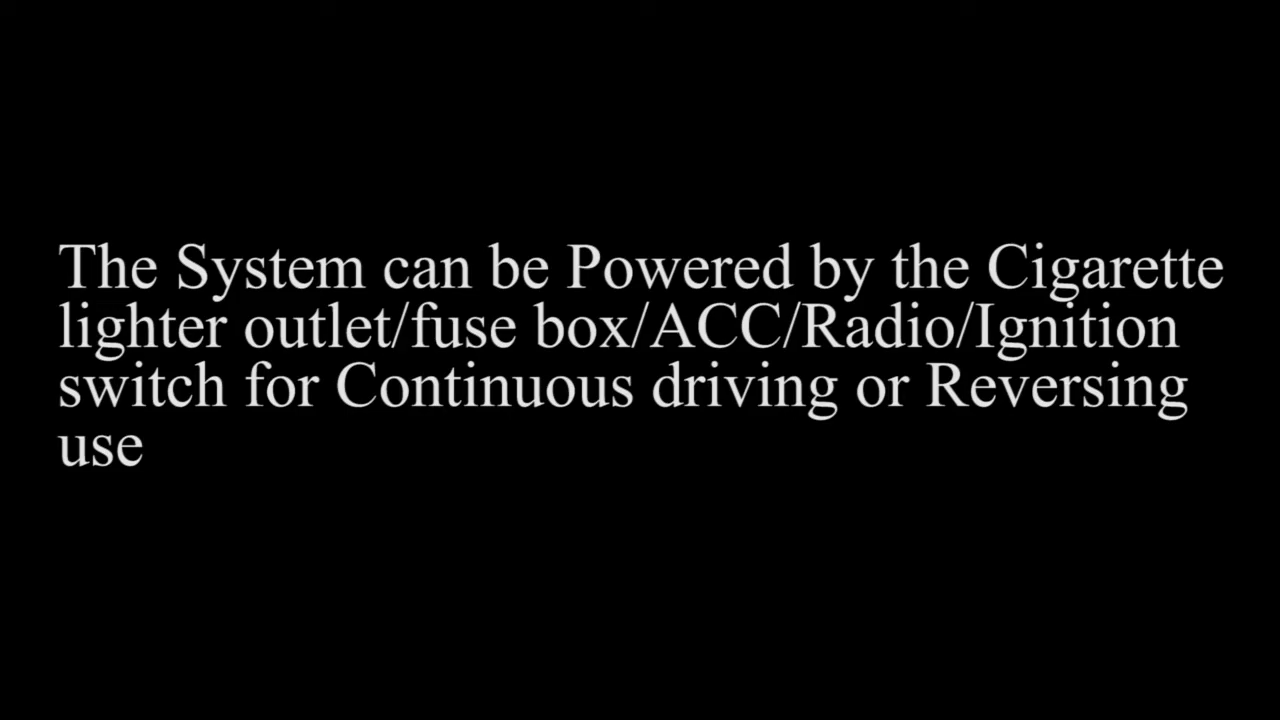 The System can be Powered by the Cigarette
lighter outlet/fuse box/ACC/Radio/Ignition
switch for Continuous driving or Reversing
use